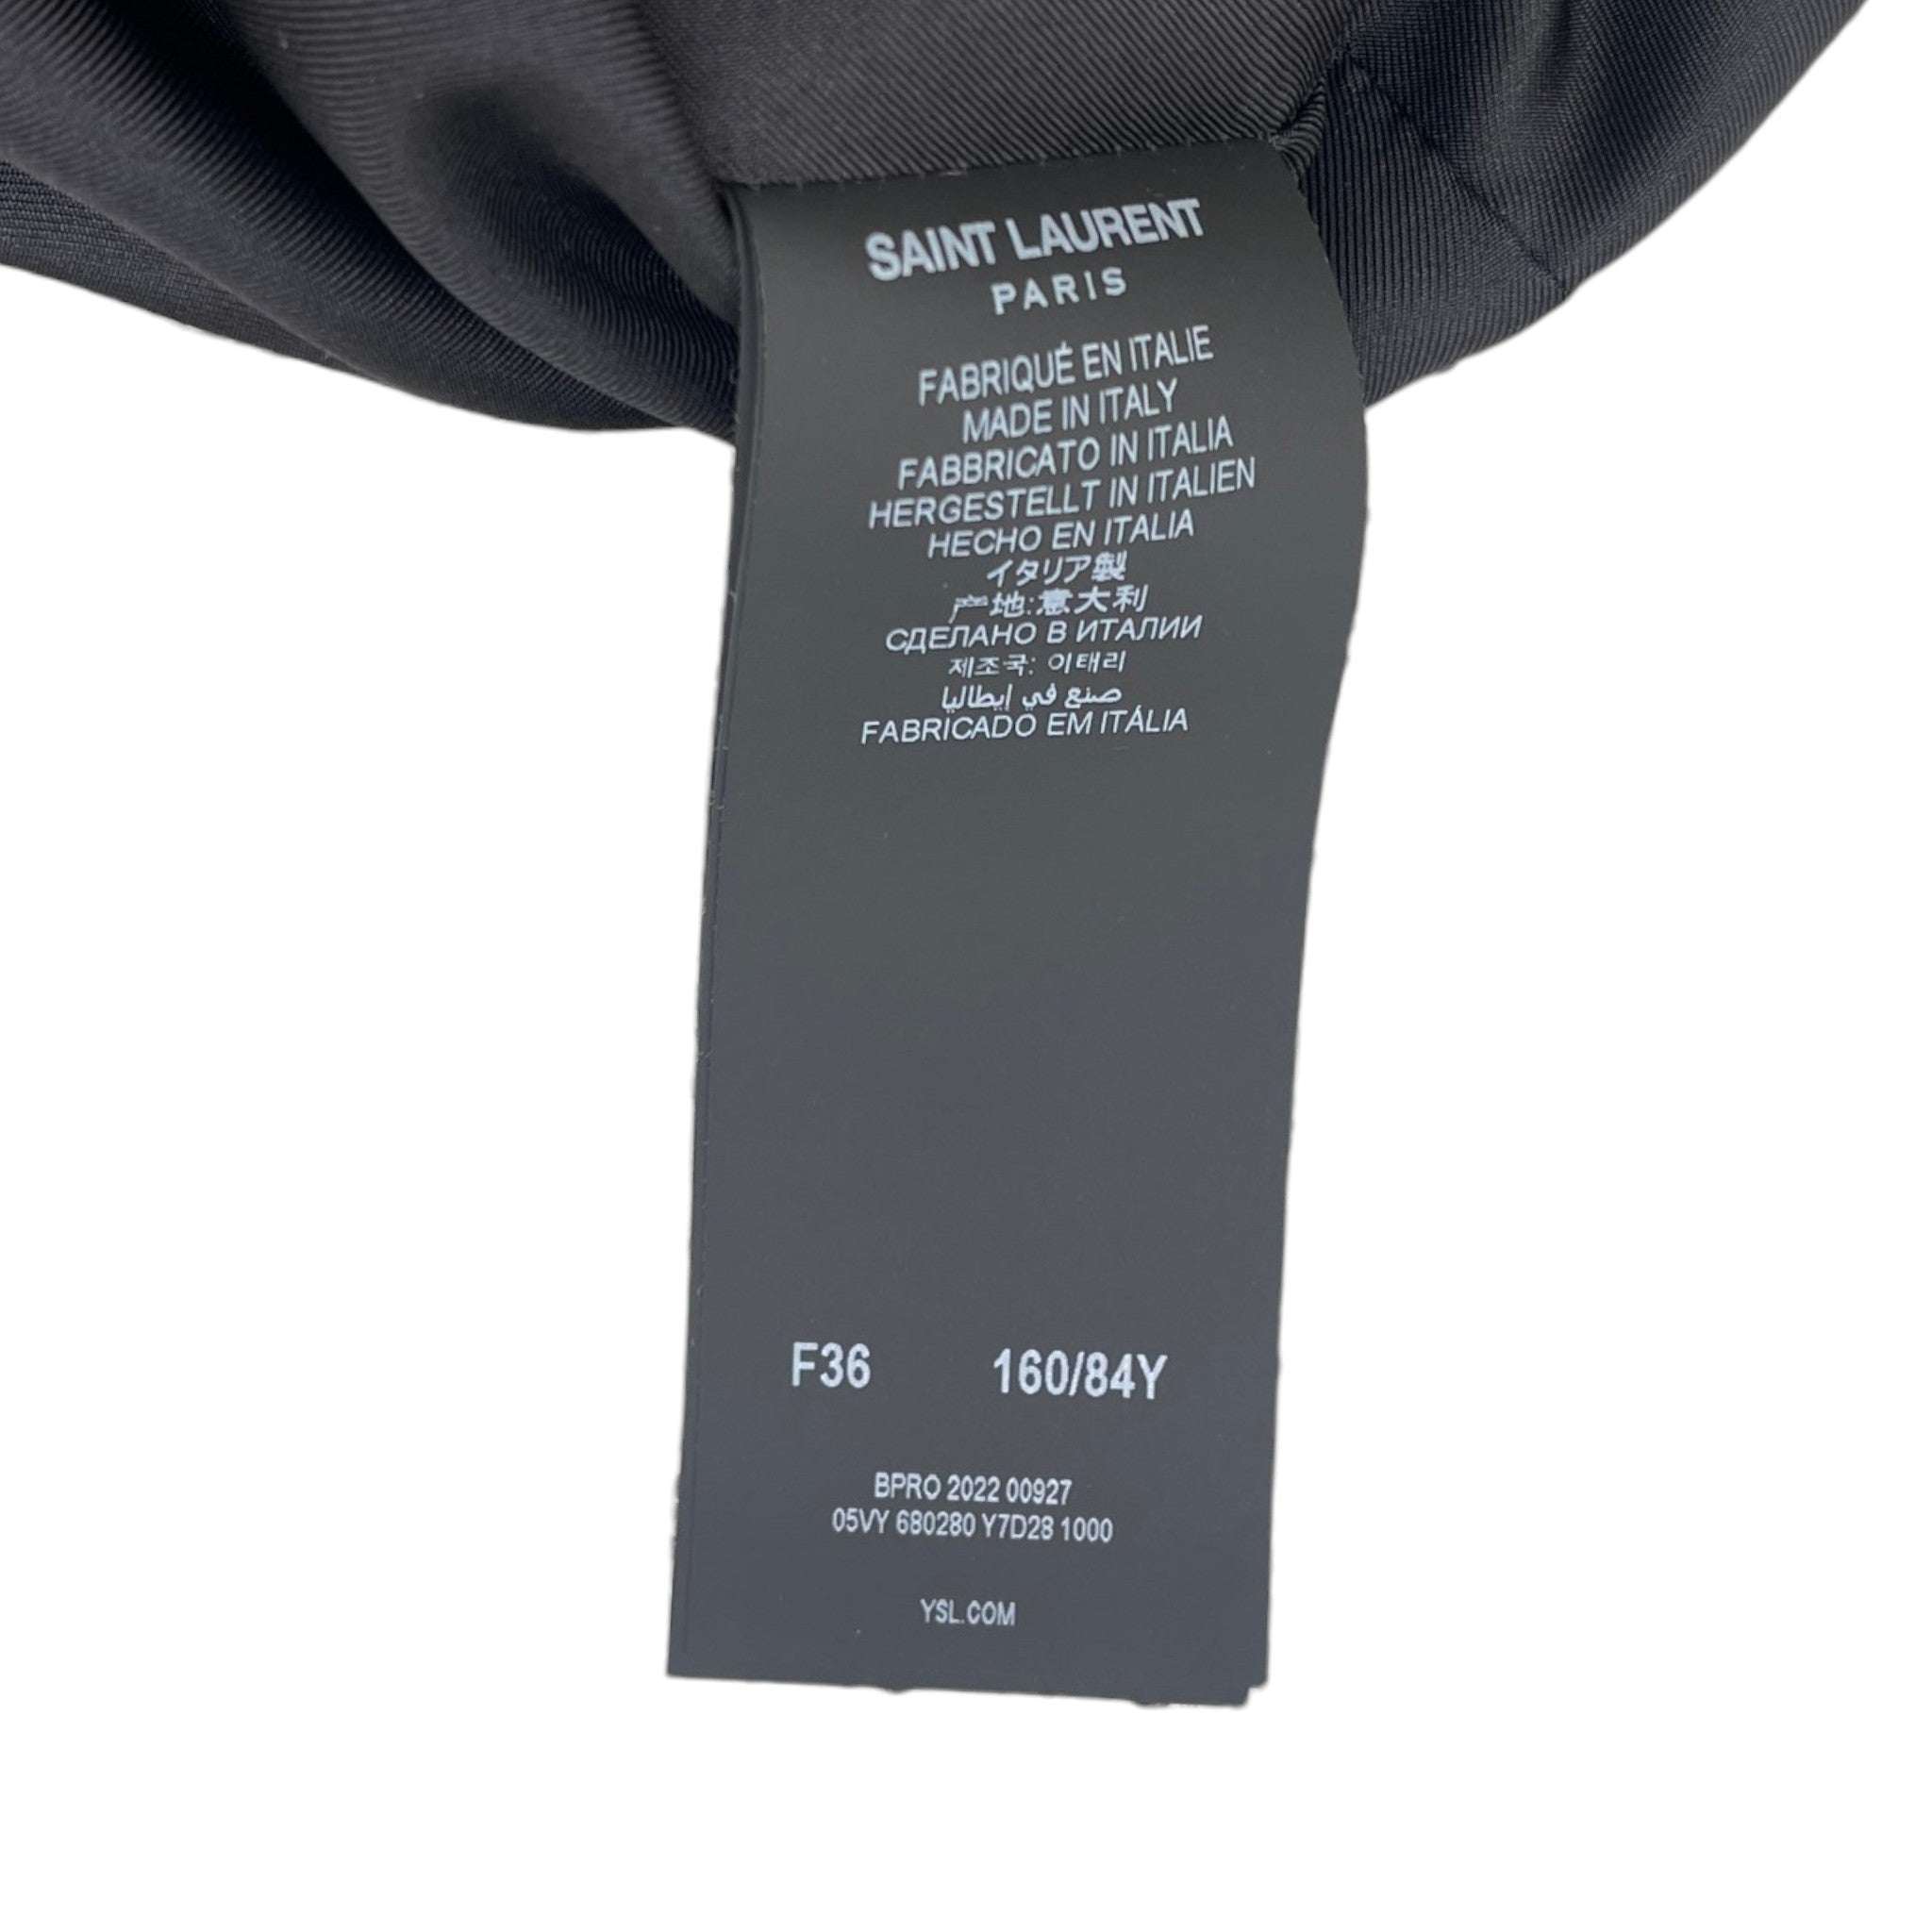 SAINT LAURENT
PARIS
FABRIQUÉ EN ITALIE
MADE IN ITALY
FABBRICATO IN ITALIA
HERGESTELLT IN ITALIEN
HECHO EN ITALIA
イタリア製
产地:意大利
СДЕЛАНО В ИТАЛИИ
제조국: 이태리
صنع في إيطاليا
FABRICADO EM ITÁLIA
F36 160/84Y
BPRO 2022 00927
05VY 680280 Y7D28 1000
YSL.COM